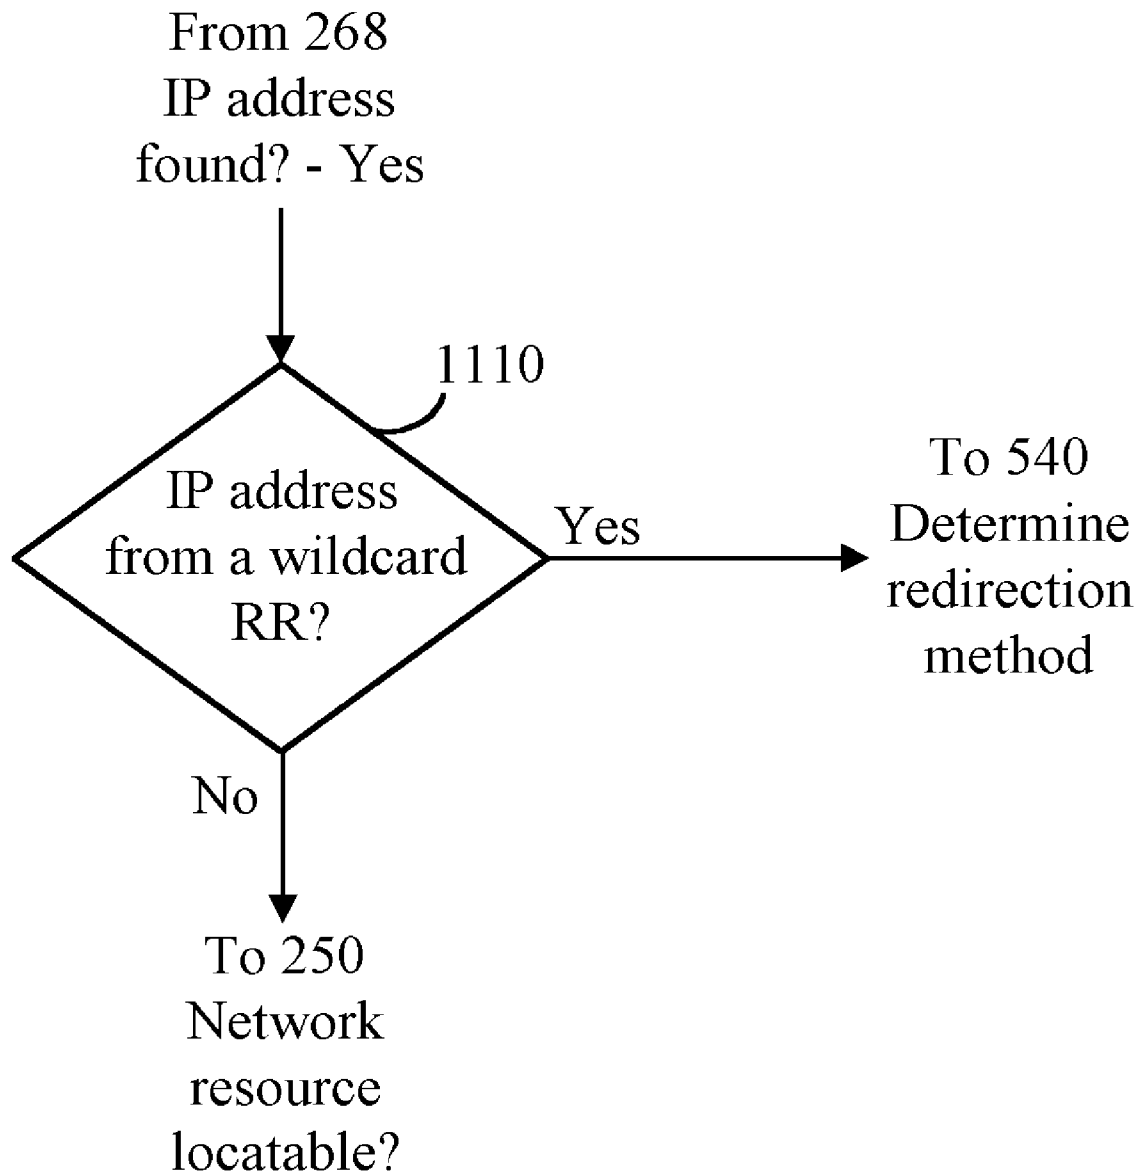 From 268
IP address
found? - Yes
1110
IP address
from a wildcard
RR?
Yes
To 540
Determine
redirection
method
No
To 250
Network
resource
locatable?